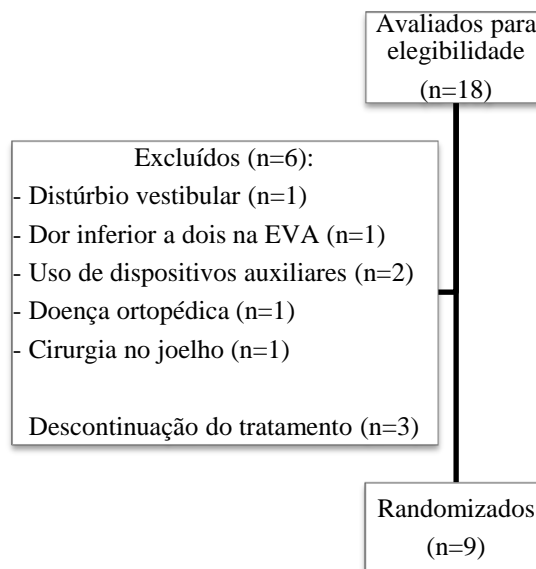 Avaliados para
elegibilidade
(n=18)
Excluídos (n=6):
- Distúrbio vestibular (n=1)
- Dor inferior a dois na EVA (n=1)
- Uso de dispositivos auxiliares (n=2)
- Doença ortopédica (n=1)
- Cirurgia no joelho (n=1)
Descontinuação do tratamento (n=3)
Randomizados
(n=9)